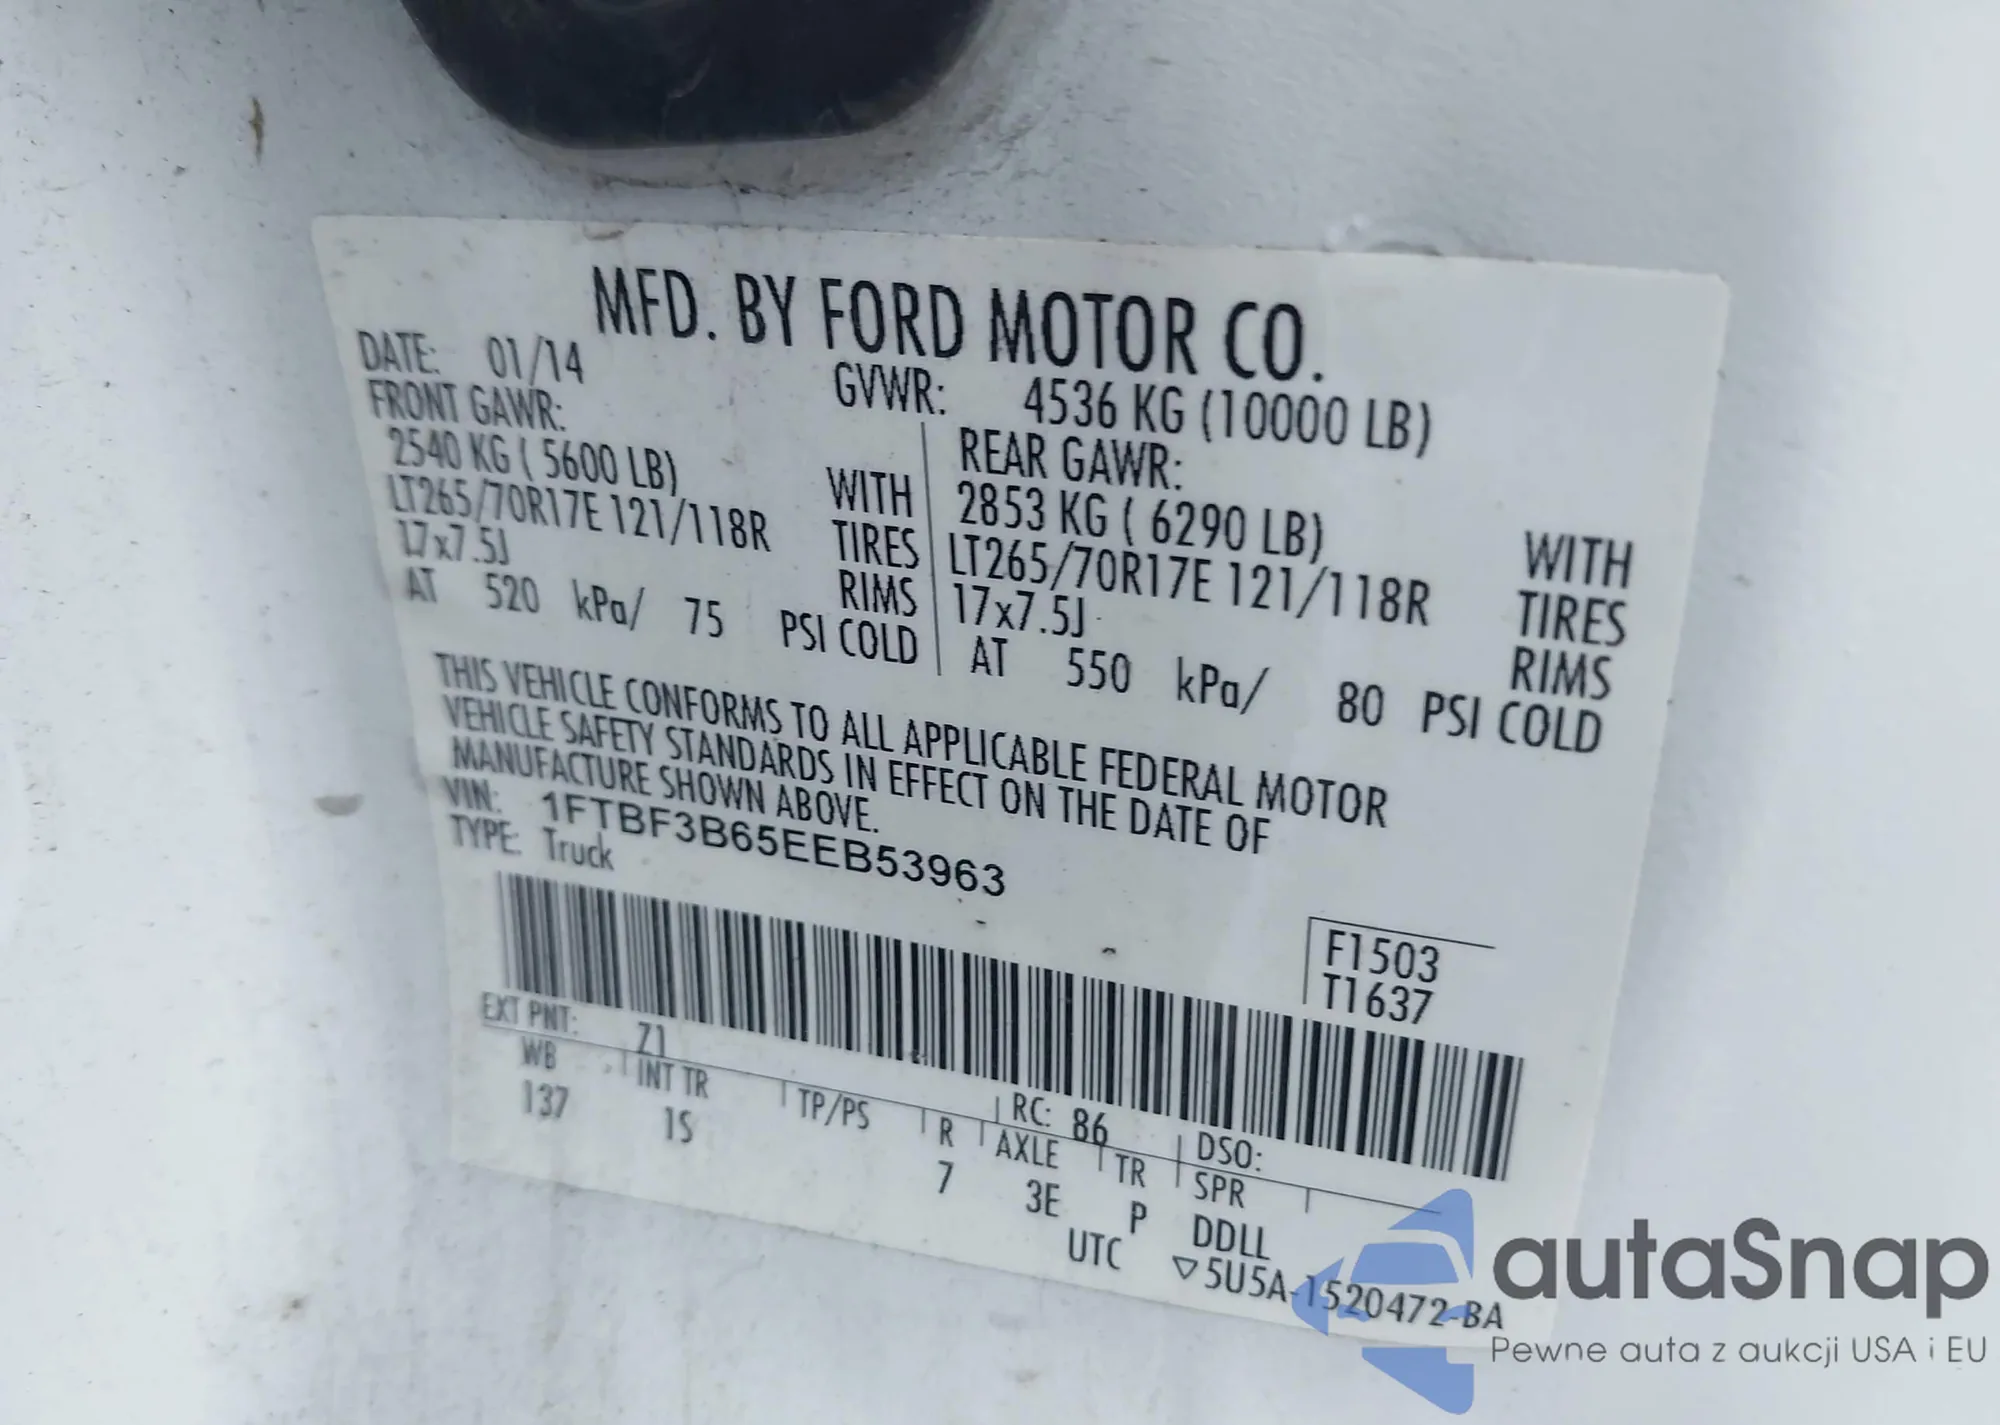 MFD. BY FORD MOTOR CO.
DATE: 01/14 GVWR: 4536 KG (10000 LB)
FRONT GAWR: REAR GAWR:
2540 KG ( 5600 LB) WITH 2853 KG ( 6290 LB) WITH
LT265/70R17E 121/118R TIRES LT265/70R17E 121/118R TIRES
17x7.5J RIMS 17x7.5J RIMS
AT 520 kPa/ 75 PSI COLD AT 550 kPa/ 80 PSI COLD
THIS VEHICLE CONFORMS TO ALL APPLICABLE FEDERAL MOTOR
VEHICLE SAFETY STANDARDS IN EFFECT ON THE DATE OF
MANUFACTURE SHOWN ABOVE.
VIN: 1FTBF3B65EEB53963
TYPE: Truck
F1503
T1637
EXT PNT: Z1 RC: 86 DSO:
WB INT TR TP/PS R AXLE TR SPR
137 1S 7 3E P DDLL
UTC ▽5U5A-1520472-BA
autaSnap
Pewne auta z aukcji USA i EU